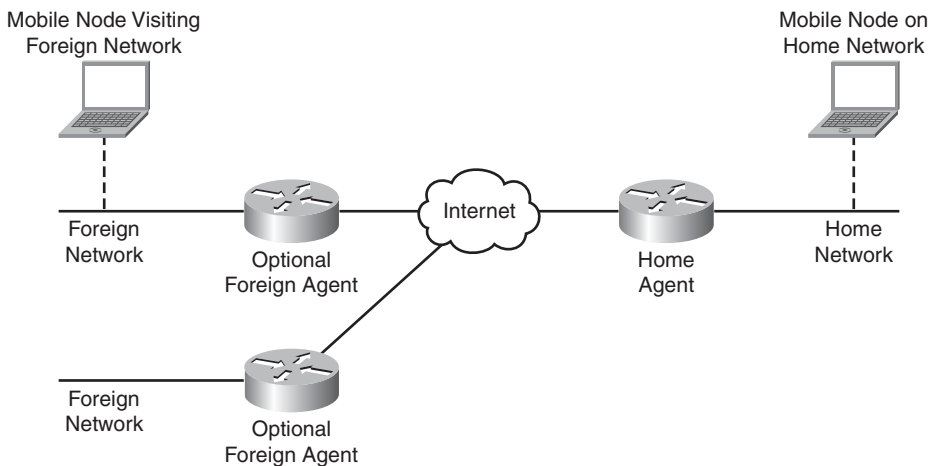 Mobile Node Visiting
Foreign Network
Mobile Node on
Home Network
Internet
Foreign
Network
Optional
Foreign Agent
Home
Agent
Home
Network
Foreign
Network
Optional
Foreign Agent